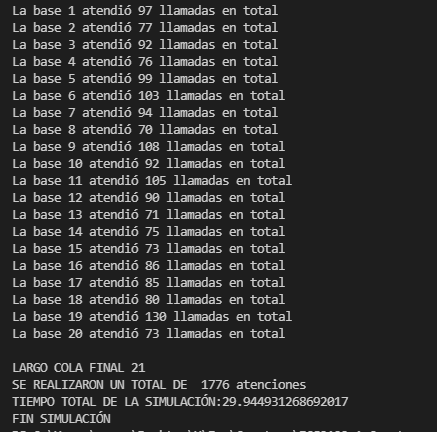 La base 1 atendió 97 llamadas en total
La base 2 atendió 77 llamadas en total
La base 3 atendió 92 llamadas en total
La base 4 atendió 76 llamadas en total
La base 5 atendió 99 llamadas en total
La base 6 atendió 103 llamadas en total
La base 7 atendió 94 llamadas en total
La base 8 atendió 70 llamadas en total
La base 9 atendió 108 llamadas en total
La base 10 atendió 92 llamadas en total
La base 11 atendió 105 llamadas en total
La base 12 atendió 90 llamadas en total
La base 13 atendió 71 llamadas en total
La base 14 atendió 75 llamadas en total
La base 15 atendió 73 llamadas en total
La base 16 atendió 86 llamadas en total
La base 17 atendió 85 llamadas en total
La base 18 atendió 80 llamadas en total
La base 19 atendió 130 llamadas en total
La base 20 atendió 73 llamadas en total
LARGO COLA FINAL 21
SE REALIZARON UN TOTAL DE  1776 atenciones
TIEMPO TOTAL DE LA SIMULACIÓN:29.944931268692017
FIN SIMULACIÓN